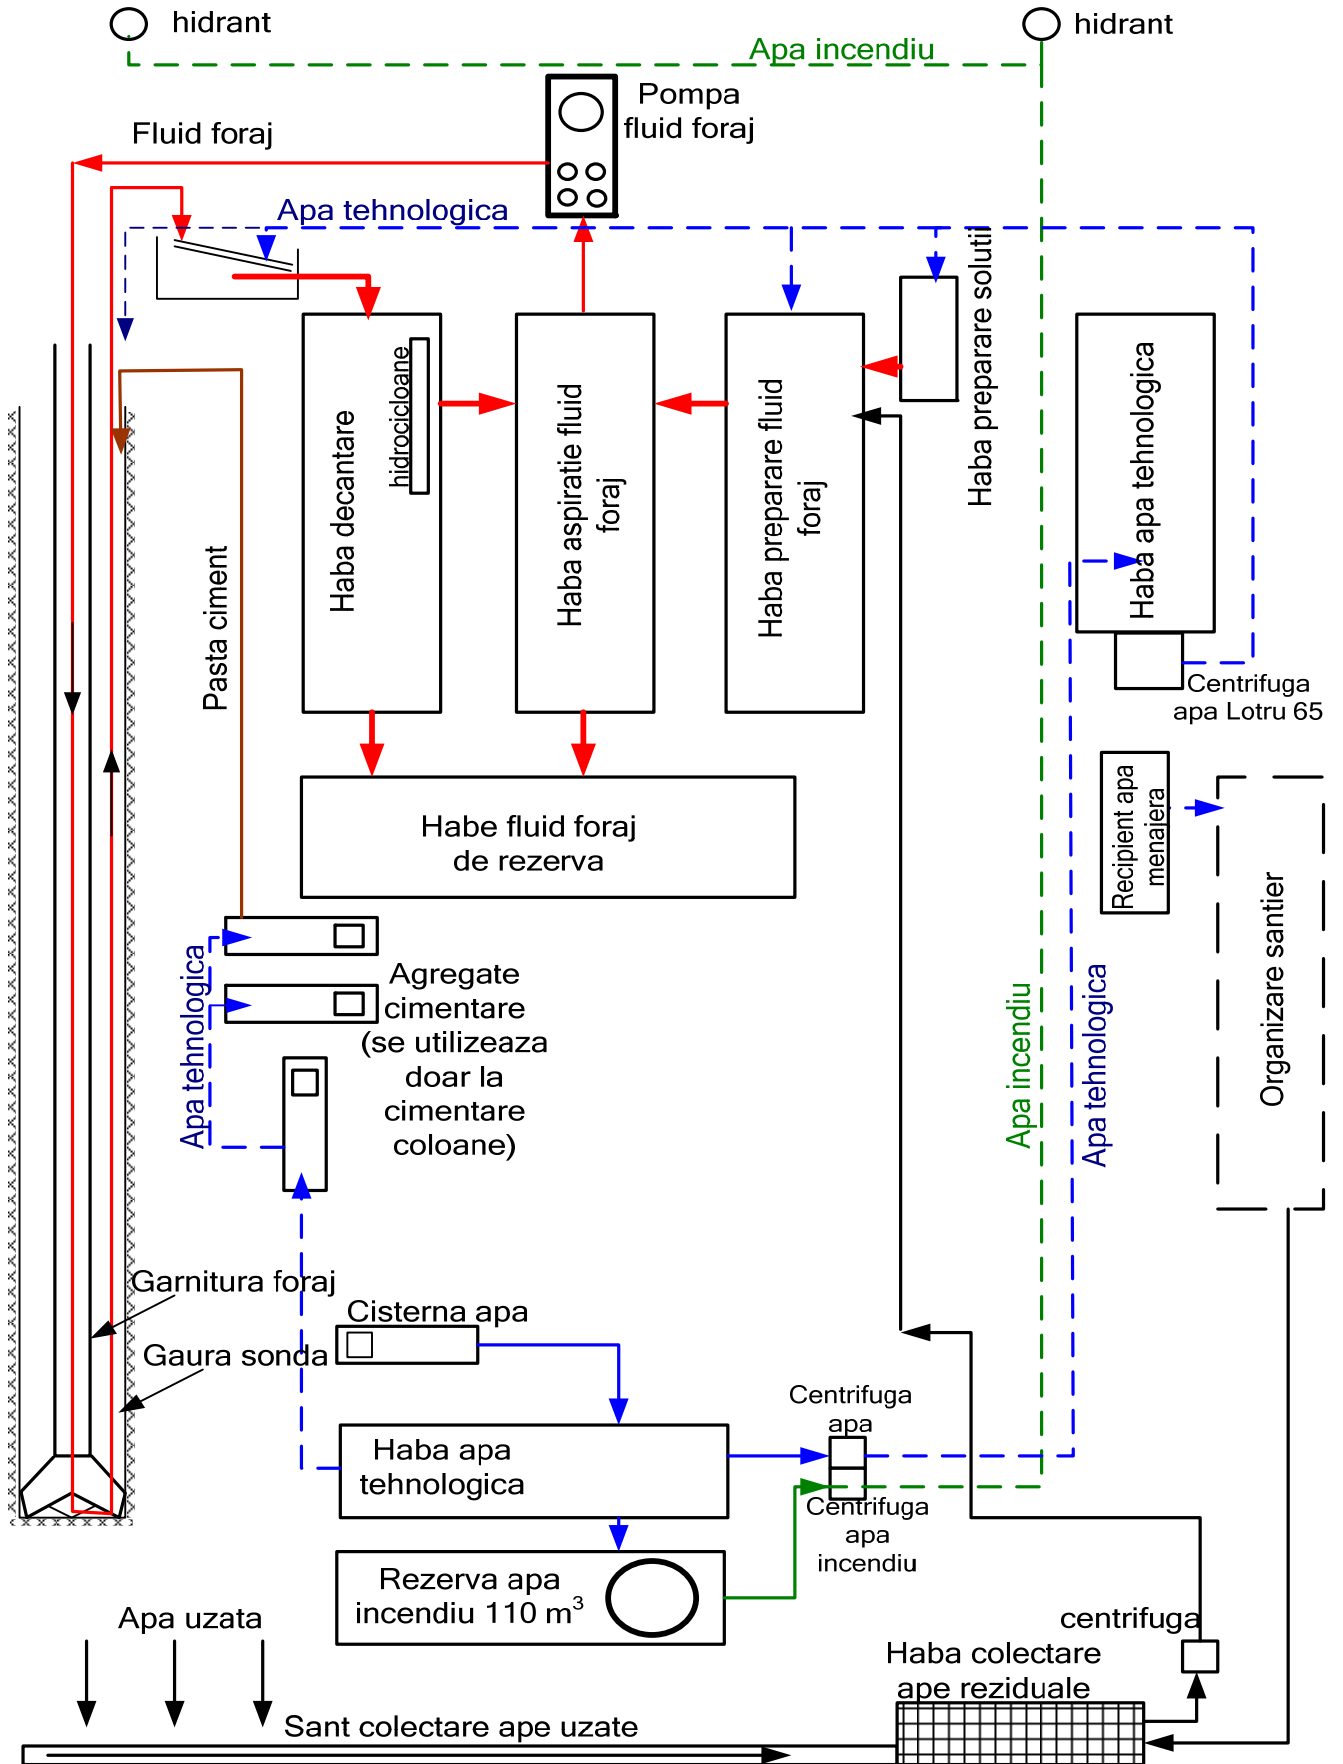 hidrant
hidrant
Apa incendiu
Pompa
fluid foraj
Fluid foraj
Apa tehnologica
Haba preparare solutii
hidrocicloane
Haba decantare
Haba aspiratie fluid
foraj
Haba preparare fluid
foraj
Haba apa tehnologica
Pasta ciment
Centrifuga
apa Lotru 65
Recipient apa
menajera
Habe fluid foraj
de rezerva
Organizare santier
Apa tehnologica
Agregate
cimentare
(se utilizeaza
doar la
cimentare
coloane)
Apa incendiu
Apa tehnologica
Garnitura foraj
Cisterna apa
Gaura sonda
Centrifuga
apa
Haba apa
tehnologica
Centrifuga
apa
incendiu
Rezerva apa
incendiu 110 m³
Apa uzata
centrifuga
Haba colectare
ape reziduale
Sant colectare ape uzate